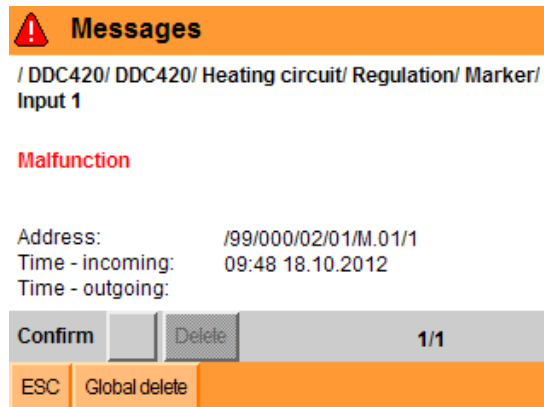 Messages
/ DDC420/ DDC420/ Heating circuit/ Regulation/ Marker/
Input 1
Malfunction
Address: /99/000/02/01/M.01/1
Time - incoming: 09:48 18.10.2012
Time - outgoing:
Confirm Delete 1/1
ESC Global delete